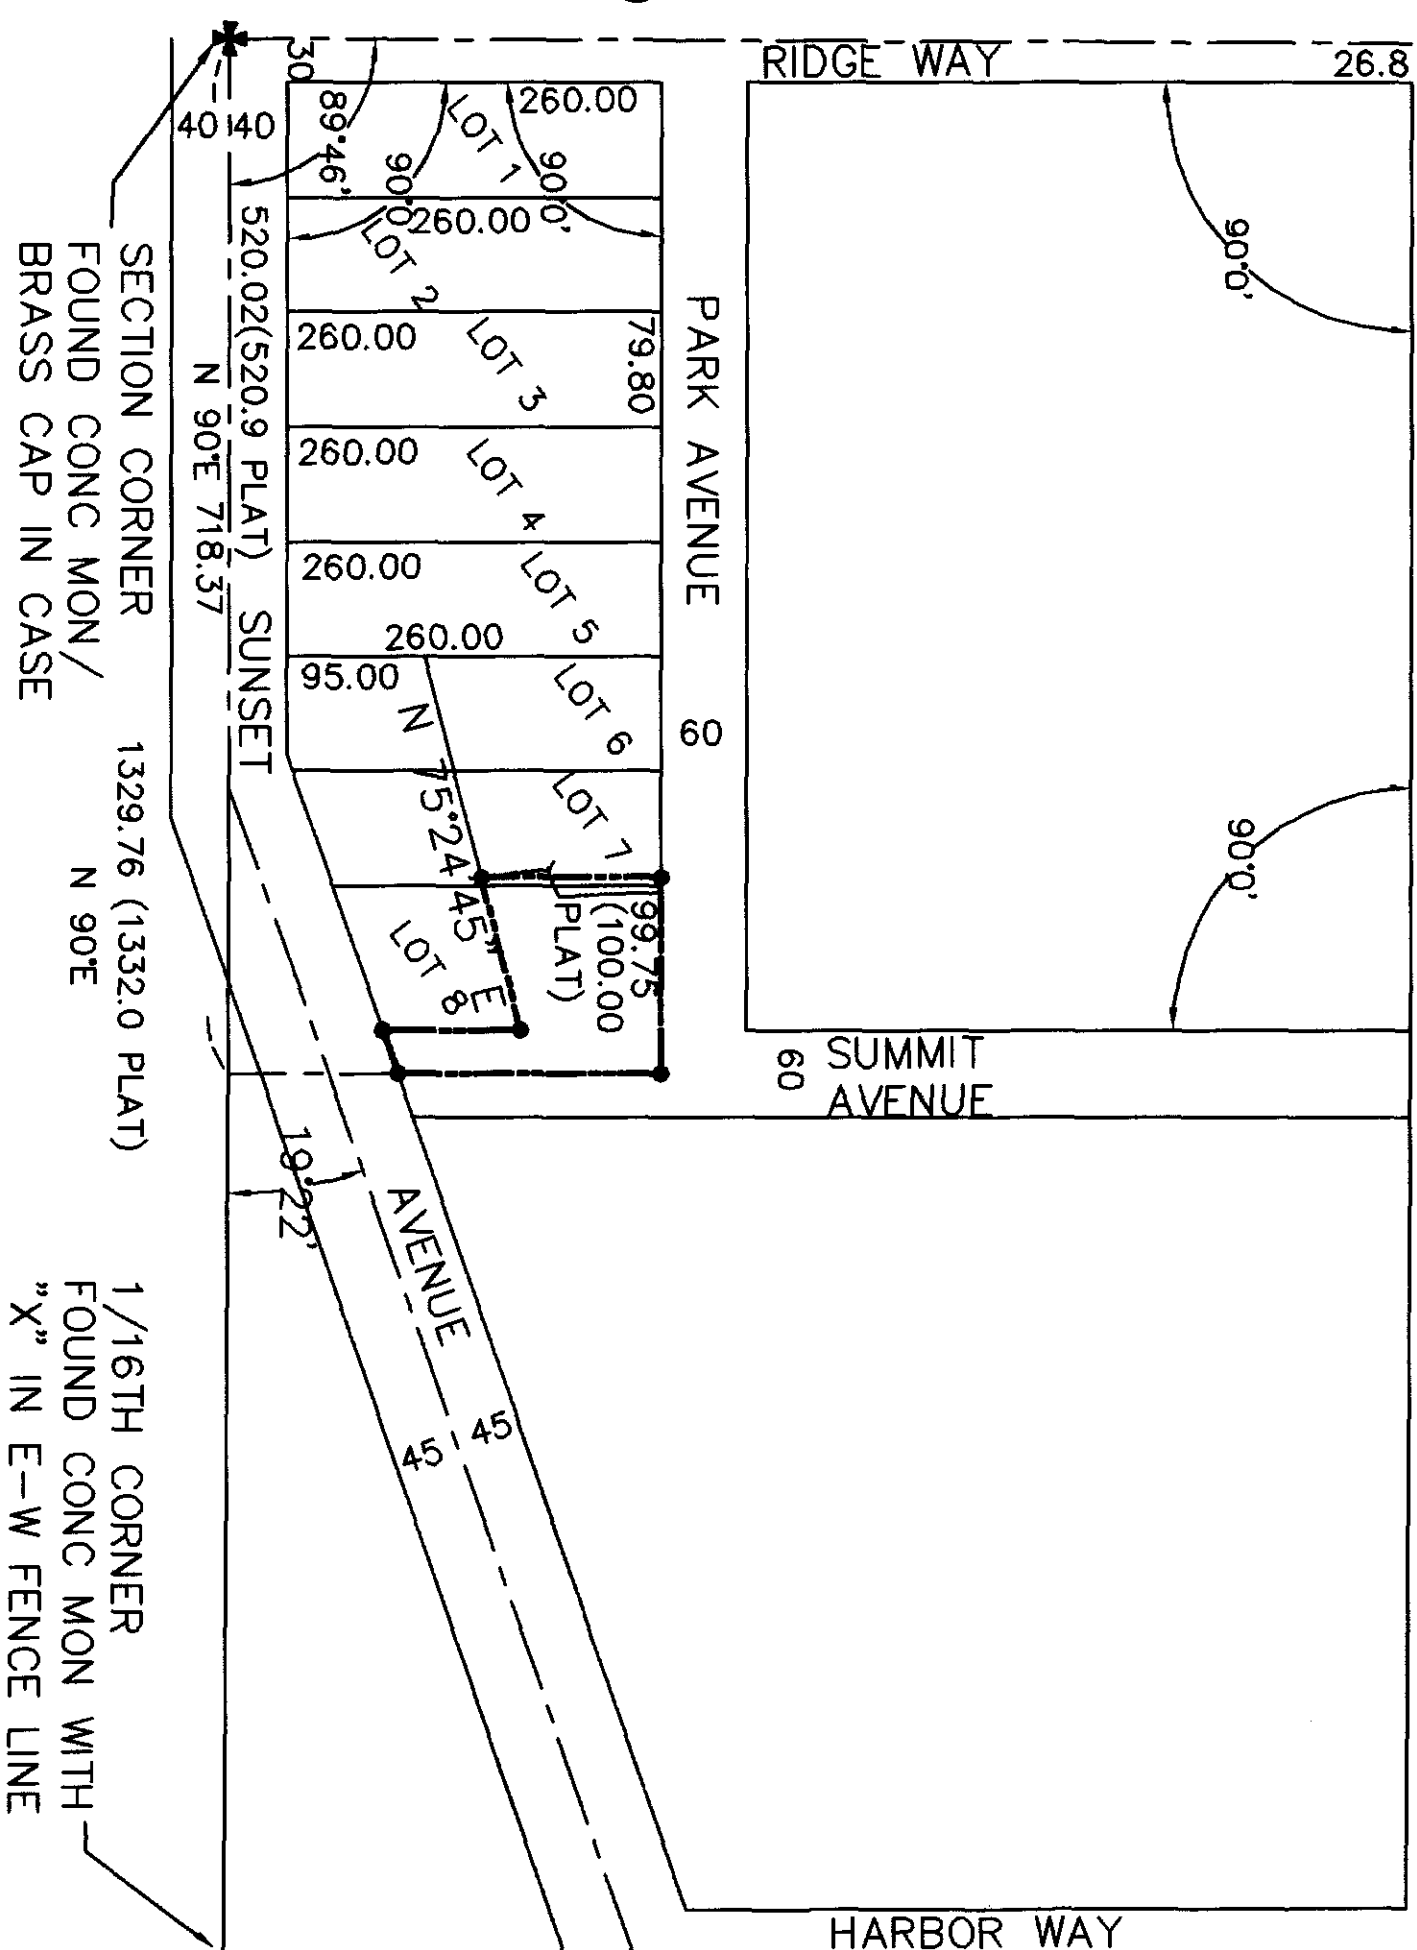 RIDGE WAY
26.8
30
40
40
89°46'
90°0'
90°0'
90°0'
90°0'
LOT 1
260.00
LOT 2
260.00
LOT 3
260.00
79.80
LOT 4
260.00
LOT 5
260.00
260.00
LOT 6
95.00
LOT 7
LOT 8
N 75°24'45" E
99.75
(100.00
PLAT)
PARK AVENUE
60
SUMMIT
AVENUE
60
520.02(520.9 PLAT)
SUNSET
AVENUE
N 90°E 718.37
SECTION CORNER
FOUND CONC MON/
BRASS CAP IN CASE
1329.76 (1332.0 PLAT)
N 90°E
19°22'
45
45
1/16TH CORNER
FOUND CONC MON WITH
"X" IN E-W FENCE LINE
HARBOR WAY